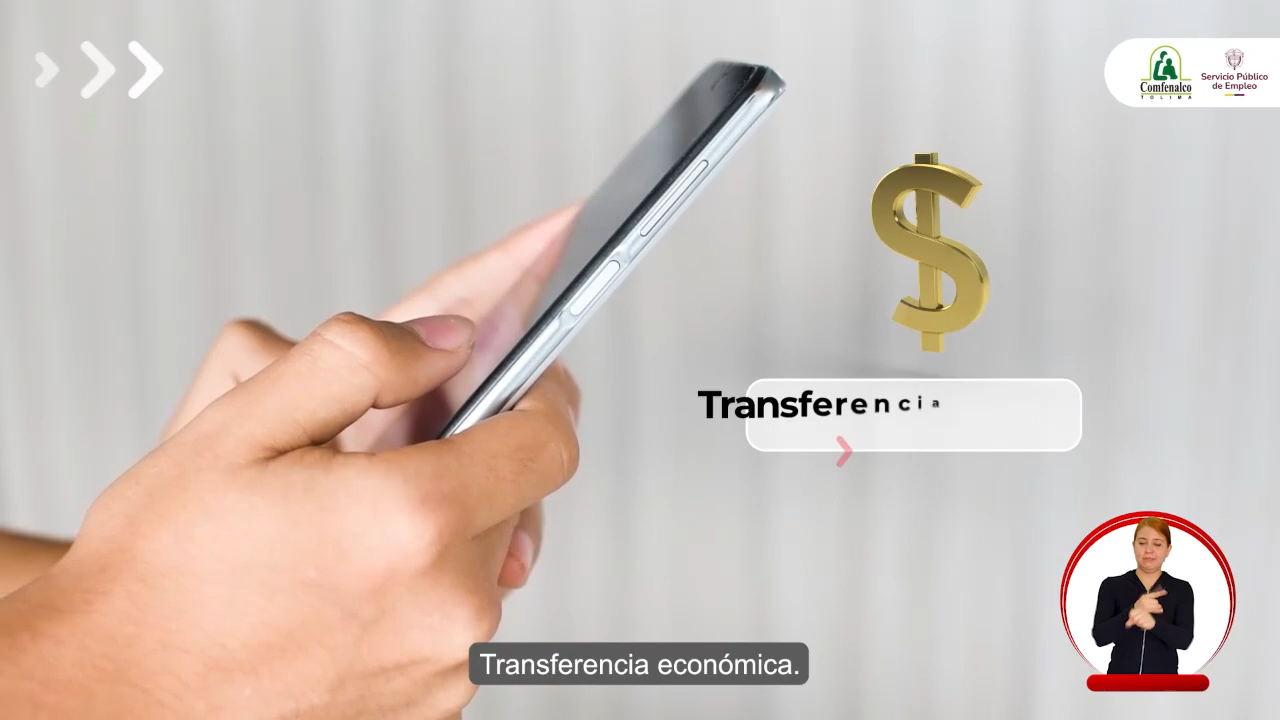 Comfenalco
TOLIMA
Servicio Público
de Empleo
Transferencia
Transferencia económica.